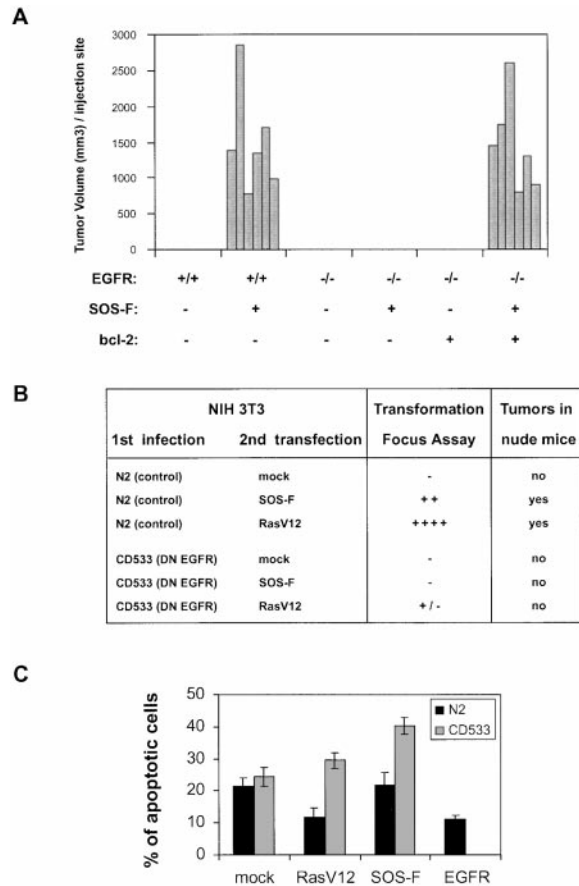 A
Tumor Volume (mm3) / injection site
3000
2500
2000
1500
1000
500
0
EGFR: +/+ +/+ -/- -/- -/- -/-
SOS-F: - + - + - +
bcl-2: - - - - + +
B
NIH 3T3 Transformation Tumors in
1st infection 2nd transfection Focus Assay nude mice
N2 (control) mock - no
N2 (control) SOS-F ++ yes
N2 (control) RasV12 ++++ yes
CD533 (DN EGFR) mock - no
CD533 (DN EGFR) SOS-F - no
CD533 (DN EGFR) RasV12 +/- no
C
% of apoptotic cells
50
40
30
20
10
0
N2
CD533
mock RasV12 SOS-F EGFR